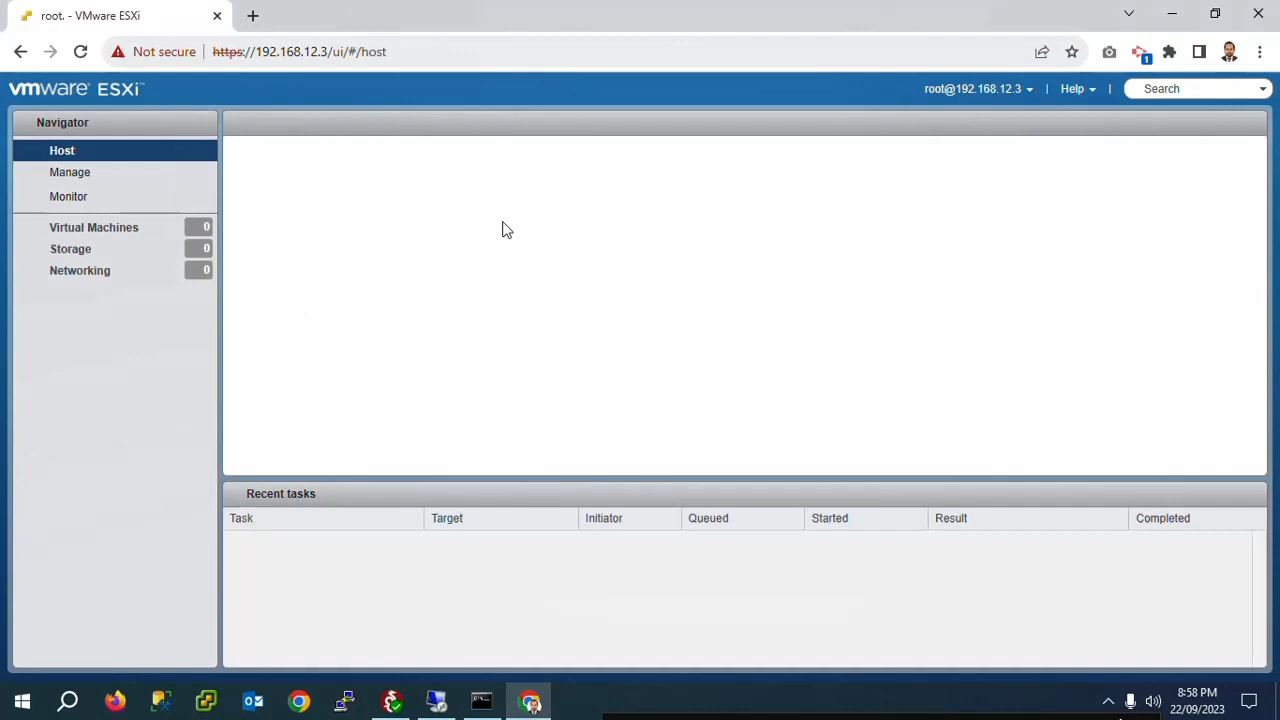 root. - VMware ESXi
Not secure
https://192.168.12.3/ui/#/host
1
vmware ESXi™
root@192.168.12.3
Help
Search
Navigator
Host
Manage
Monitor
Virtual Machines 0
Storage 0
Networking 0
Recent tasks
Task Target Initiator Queued Started Result Completed
8:58 PM
22/09/2023